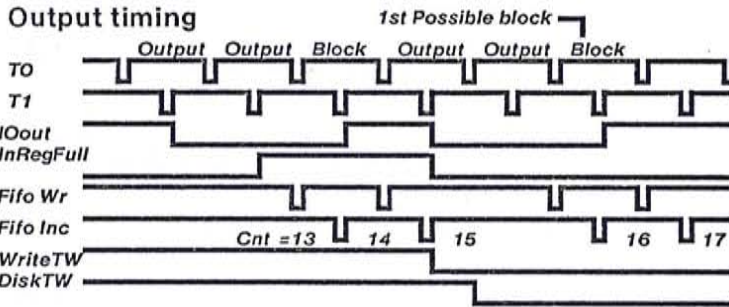 Output timing
1st Possible block
Output Output Block Output Output Block
T0
T1
IOout
InRegFull
Fifo Wr
Fifo Inc
Cnt =13 14 15 16 17
WriteTW
DiskTW